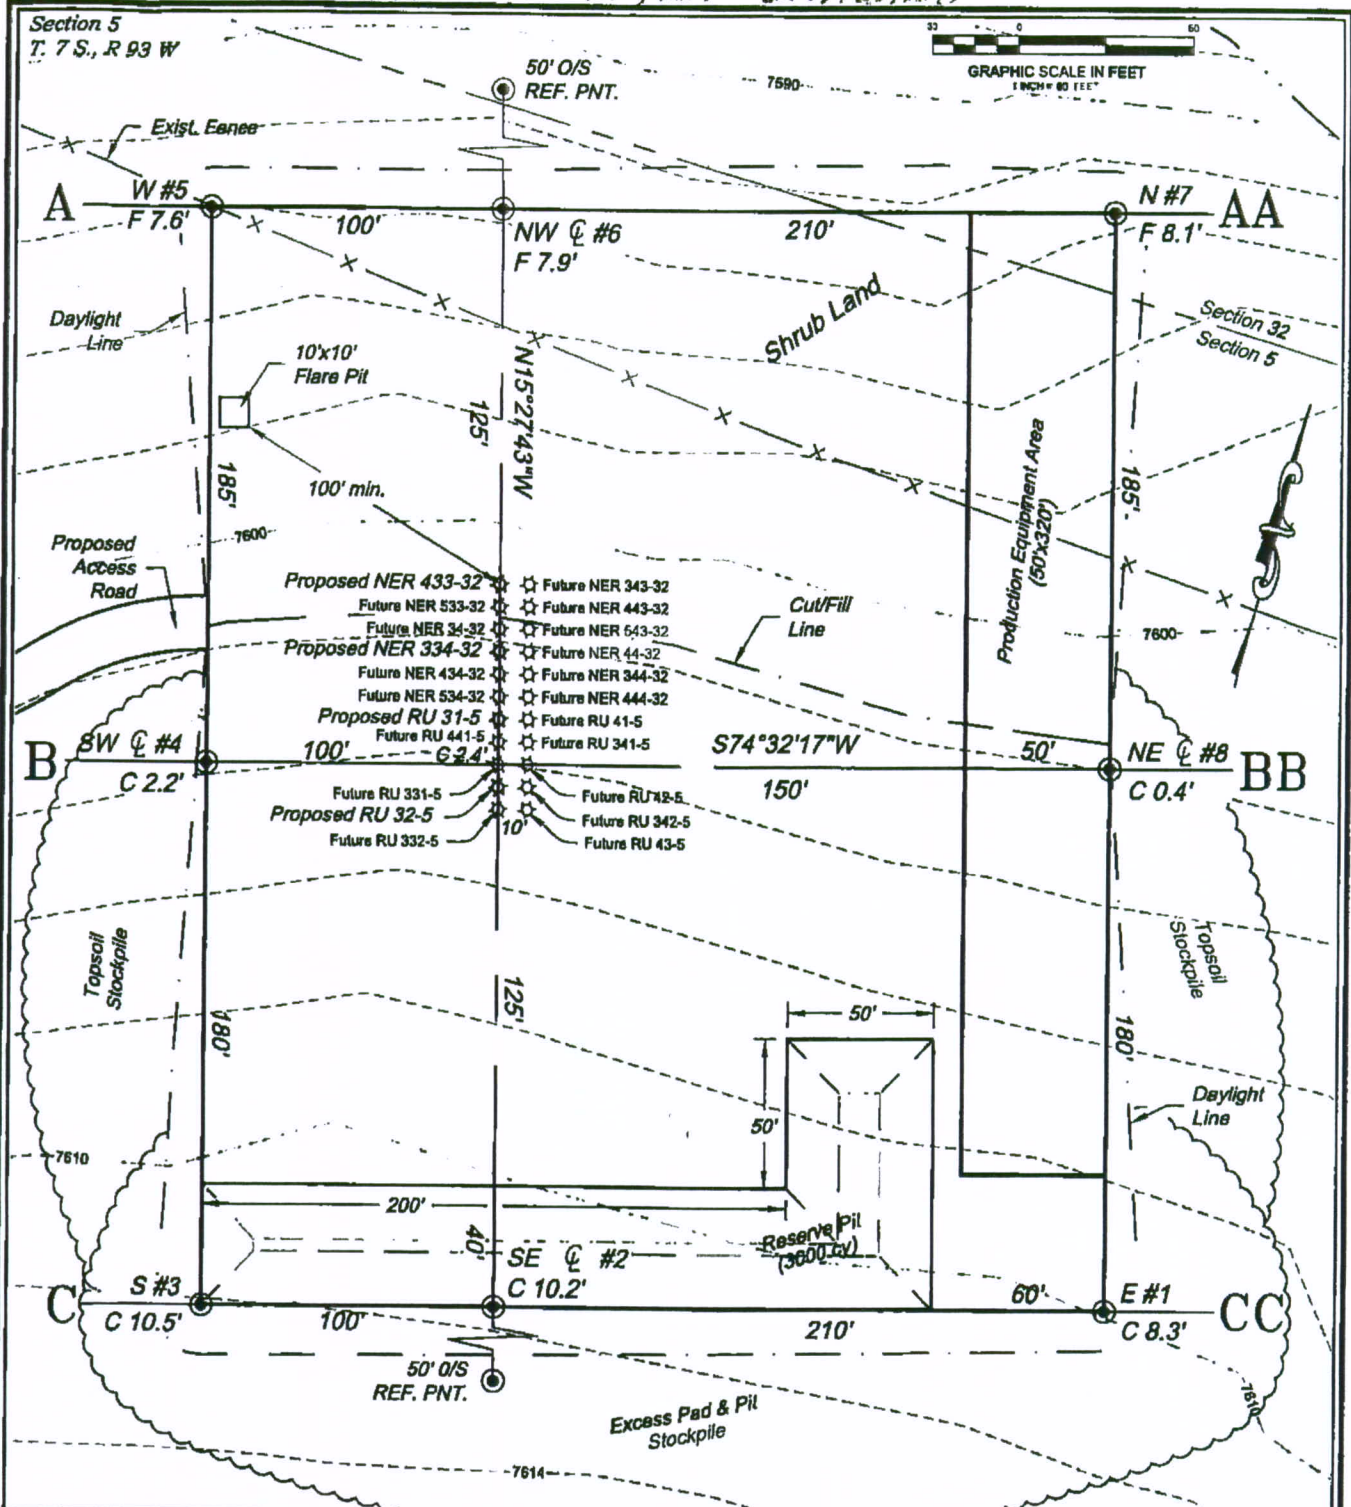 Section 5
T. 7 S., R 93 W
60
GRAPHIC SCALE IN FEET
1 INCH = 60 FEET
50' O/S
REF. PNT.
7590
Exist. Fence
A
W #5
F 7.6'
100'
NW ℄ #6
F 7.9'
210'
N #7
F 8.1'
AA
Daylight
Line
10'x10'
Flare Pit
Shrub Land
Section 32
Section 5
N15°27'43"W
125'
185'
100' min.
Production Equipment Area
(50'x320')
185'
7600
Proposed
Access
Road
Proposed NER 433-32
Future NER 343-32
Future NER 533-32
Future NER 443-32
Future NER 34-32
Future NER 543-32
Proposed NER 334-32
Future NER 44-32
Future NER 434-32
Future NER 344-32
Future NER 534-32
Future NER 444-32
Proposed RU 31-5
Future RU 41-5
Future RU 441-5
Future RU 341-5
Cut/Fill
Line
7600
B
SW ℄ #4
C 2.2'
100'
C 2.4'
S74°32'17"W
150'
50'
NE ℄ #8
C 0.4'
BB
Future RU 331-5
Future RU 42-5
Proposed RU 32-5
Future RU 342-5
Future RU 332-5
10'
Future RU 43-5
Topsoil
Stockpile
Topsoil
Stockpile
180'
125'
50'
180'
50'
Daylight
Line
7610
200'
40'
Reserve Pit
(3000 cy)
C
S #3
C 10.5'
100'
SE ℄ #2
C 10.2'
210'
60'
E #1
C 8.3'
CC
50' O/S
REF. PNT.
7610
Excess Pad & Pit
Stockpile
7614